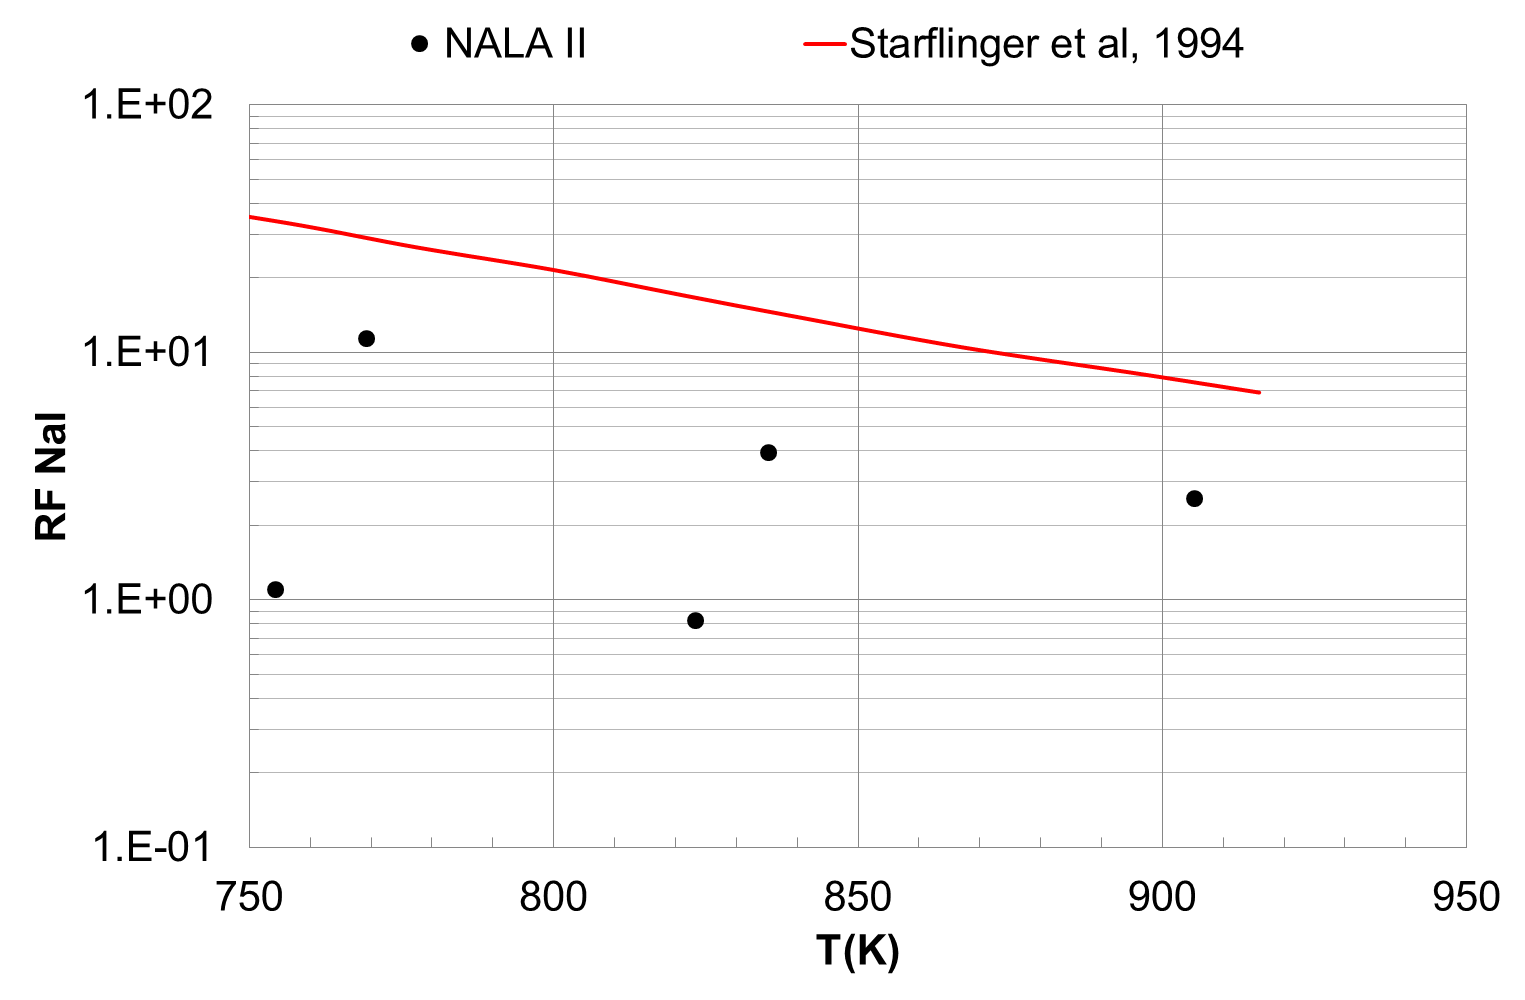 NALA II
Starflinger et al, 1994
1.E+02
1.E+01
1.E+00
1.E-01
RF NaI
750
800
850
900
950
T(K)